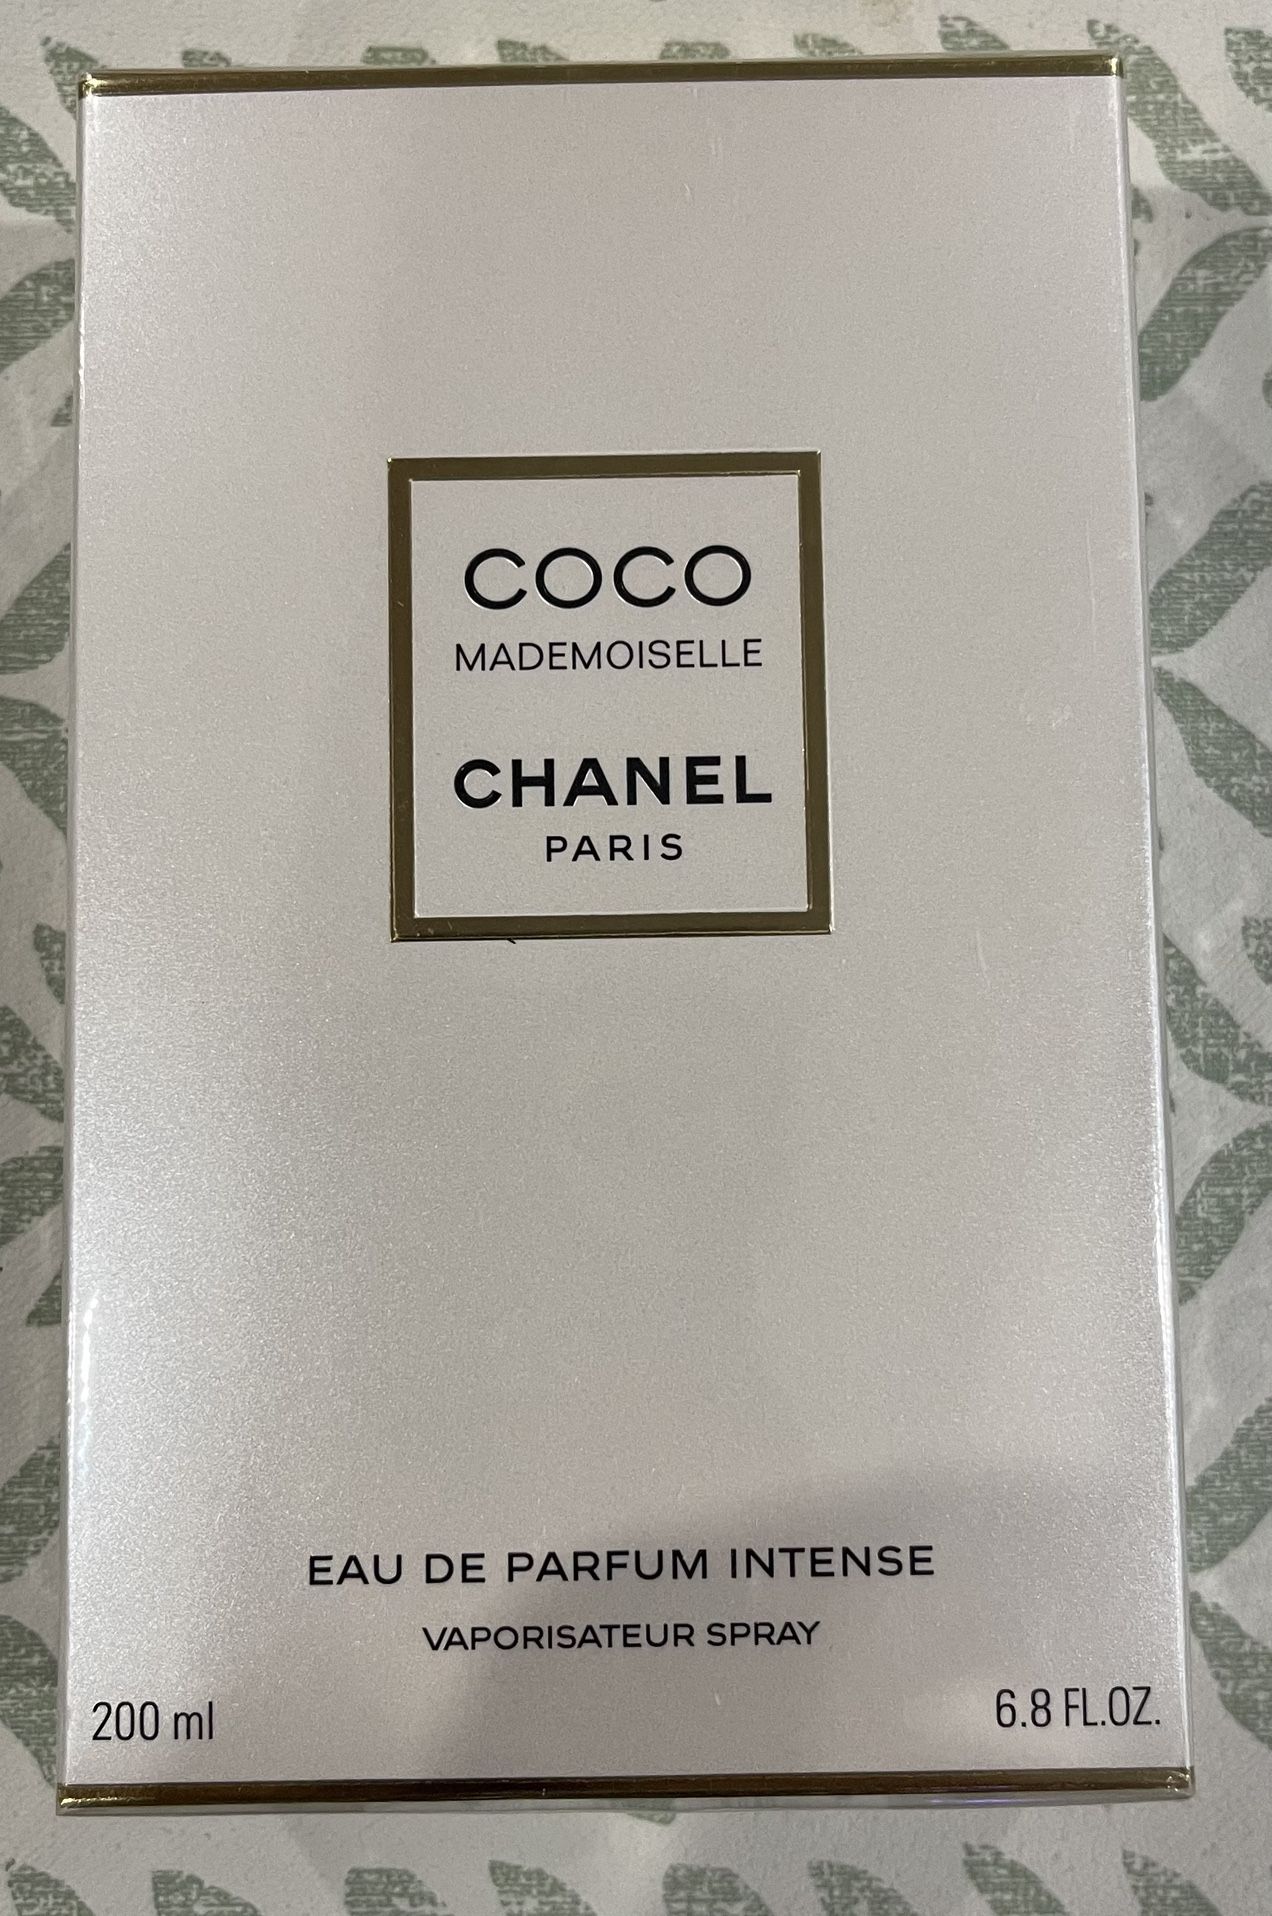 COCO
MADEMOISELLE
CHANEL
PARIS
EAU DE PARFUM INTENSE
VAPORISATEUR SPRAY
200 ml 6.8 FL.OZ.